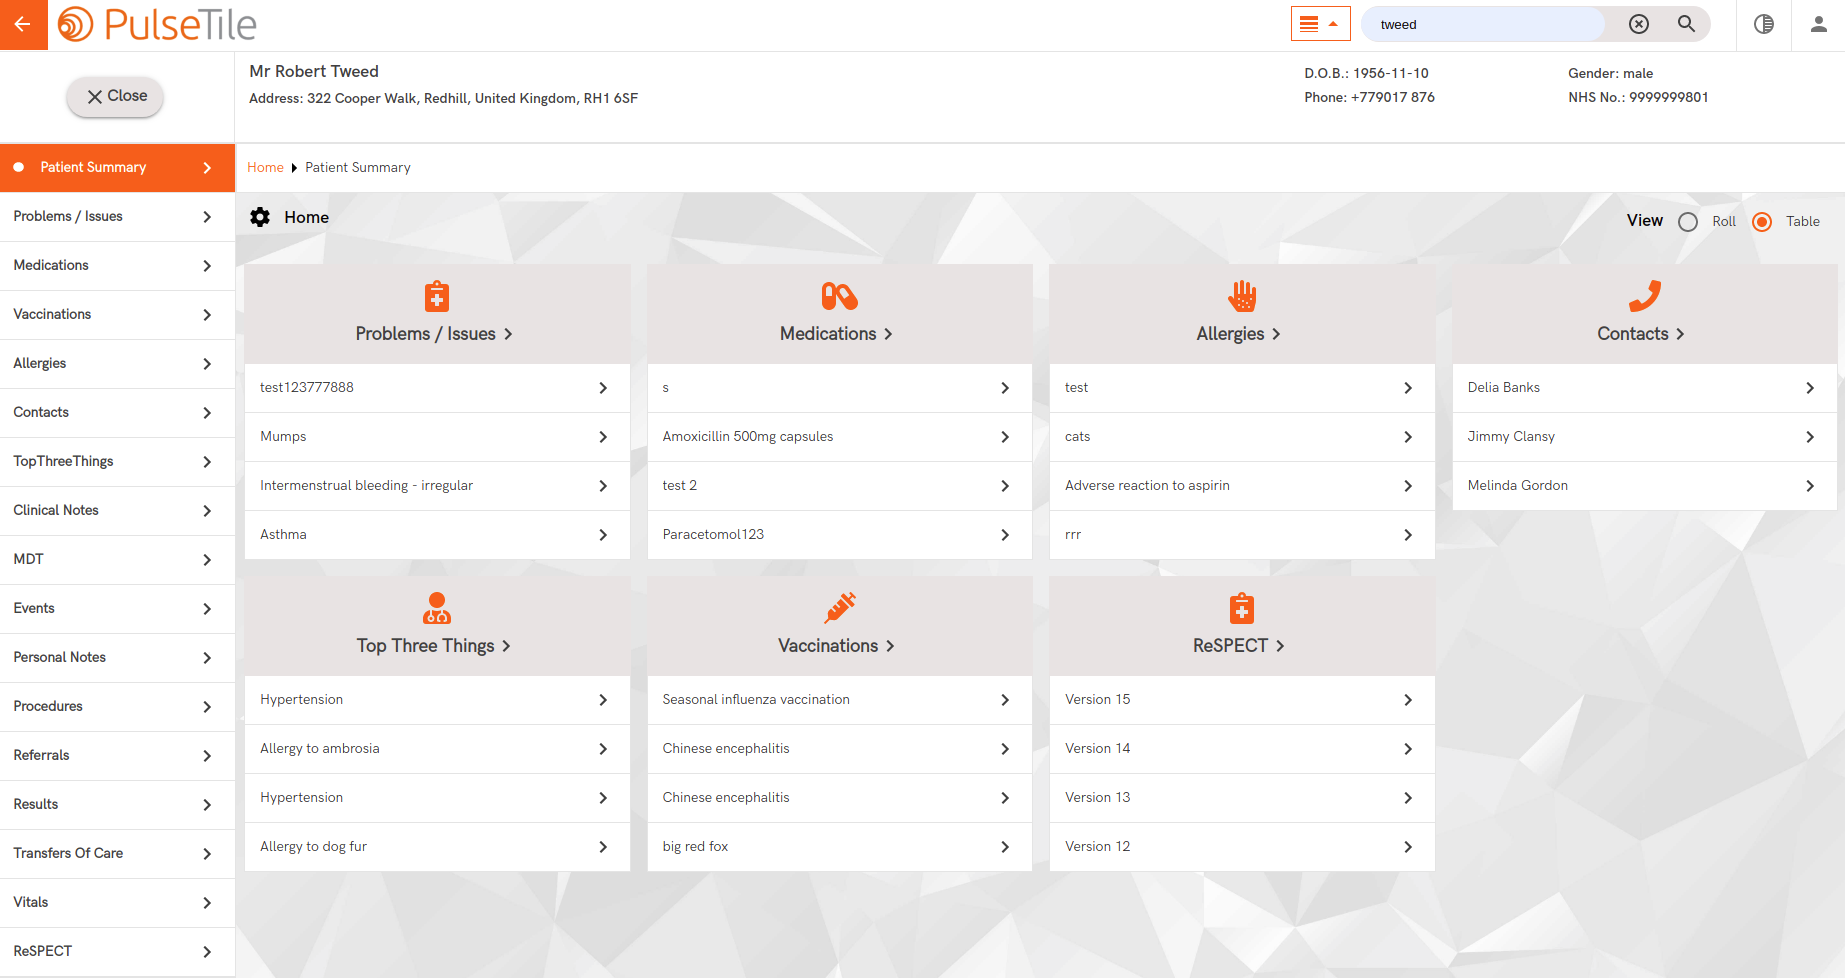 PulseTile
tweed
Close
Mr Robert Tweed
Address: 322 Cooper Walk, Redhill, United Kingdom, RH1 6SF
D.O.B.: 1956-11-10
Phone: +779017 876
Gender: male
NHS No.: 9999999801
Patient Summary
Problems / Issues
Medications
Vaccinations
Allergies
Contacts
TopThreeThings
Clinical Notes
MDT
Events
Personal Notes
Procedures
Referrals
Results
Transfers Of Care
Vitals
ReSPECT
Home Patient Summary
Home
View Roll Table
Problems / Issues
test123777888
Mumps
Intermenstrual bleeding - irregular
Asthma
Medications
s
Amoxicillin 500mg capsules
test 2
Paracetomol123
Allergies
test
cats
Adverse reaction to aspirin
rrr
Contacts
Delia Banks
Jimmy Clansy
Melinda Gordon
Top Three Things
Hypertension
Allergy to ambrosia
Hypertension
Allergy to dog fur
Vaccinations
Seasonal influenza vaccination
Chinese encephalitis
Chinese encephalitis
big red fox
ReSPECT
Version 15
Version 14
Version 13
Version 12